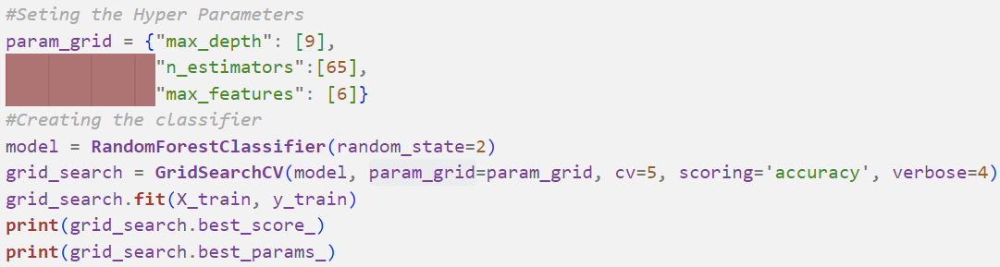 #Seting the Hyper Parameters
param_grid = {"max_depth": [9],
"n_estimators":[65],
"max_features": [6]}
#Creating the classifier
model = RandomForestClassifier(random_state=2)
grid_search = GridSearchCV(model, param_grid=param_grid, cv=5, scoring='accuracy', verbose=4)
grid_search.fit(X_train, y_train)
print(grid_search.best_score_)
print(grid_search.best_params_)